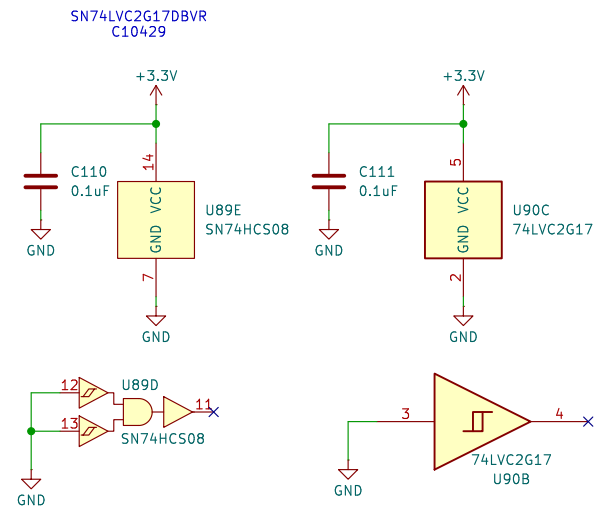 SN74LVC2G17DBVR
C10429
+3.3V
+3.3V
14
5
C110
0.1uF
C111
0.1uF
VCC
GND
U89E
SN74HCS08
VCC
GND
U90C
74LVC2G17
GND
GND
7
2
GND
GND
12
13
U89D
11
SN74HCS08
3
4
74LVC2G17
U90B
GND
GND